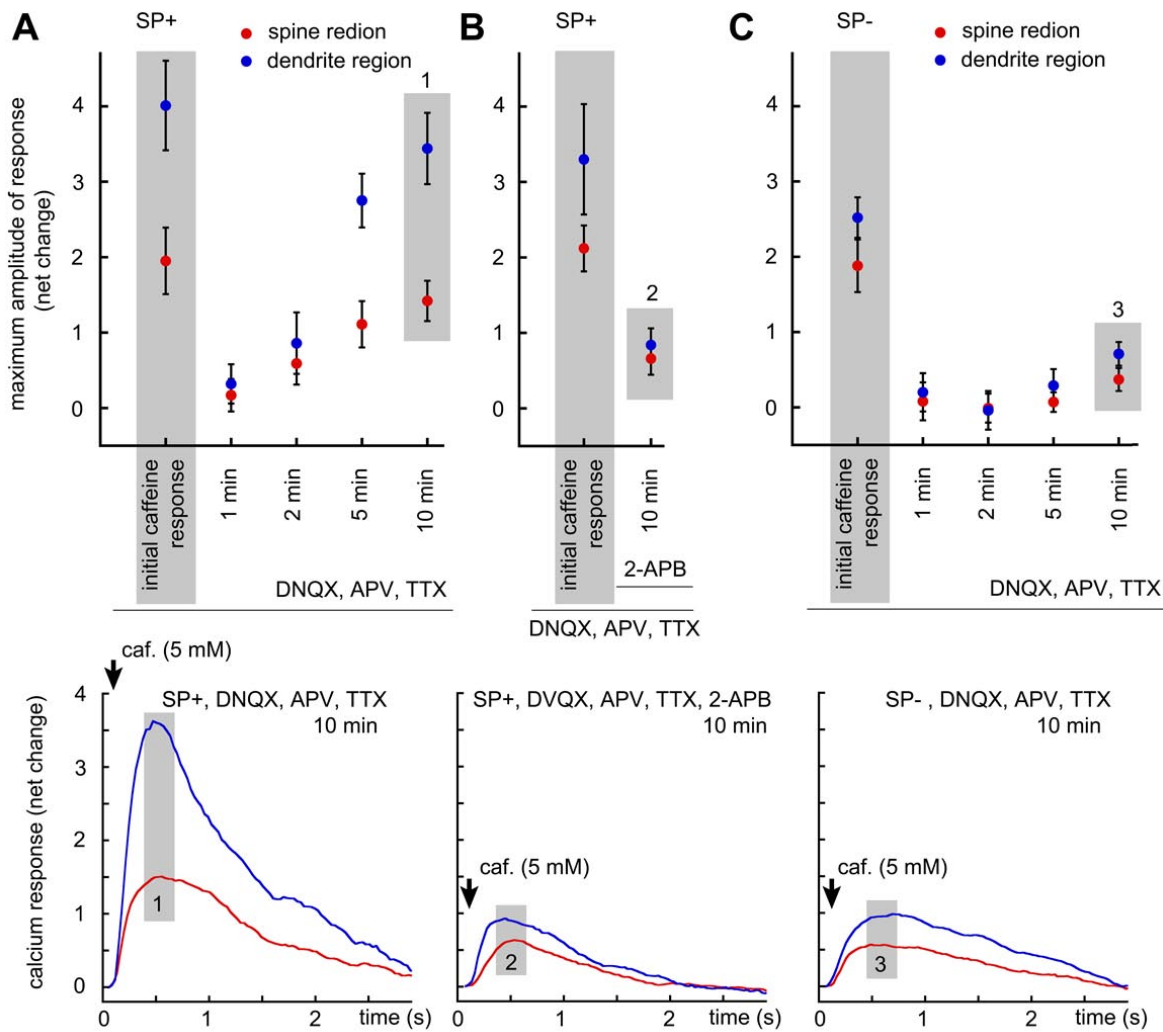 A
SP+
spine redion
dendrite region
B
SP+
C
SP-
spine redion
dendrite region
maximum amplitude of response
(net change)
4
3
2
1
0
1
initial caffeine
response
1 min
2 min
5 min
10 min
DNQX, APV, TTX
4
3
2
1
0
2
initial caffeine
response
10 min
2-APB
DNQX, APV, TTX
4
3
2
1
0
3
initial caffeine
response
1 min
2 min
5 min
10 min
DNQX, APV, TTX
caf. (5 mM)
SP+, DNQX, APV, TTX
10 min
calcium response (net change)
4
3
2
1
0
1
0
1
2
time (s)
SP+, DVQX, APV, TTX, 2-APB
10 min
caf. (5 mM)
2
0
1
2
time (s)
SP- , DNQX, APV, TTX
10 min
caf. (5 mM)
3
0
1
2
time (s)